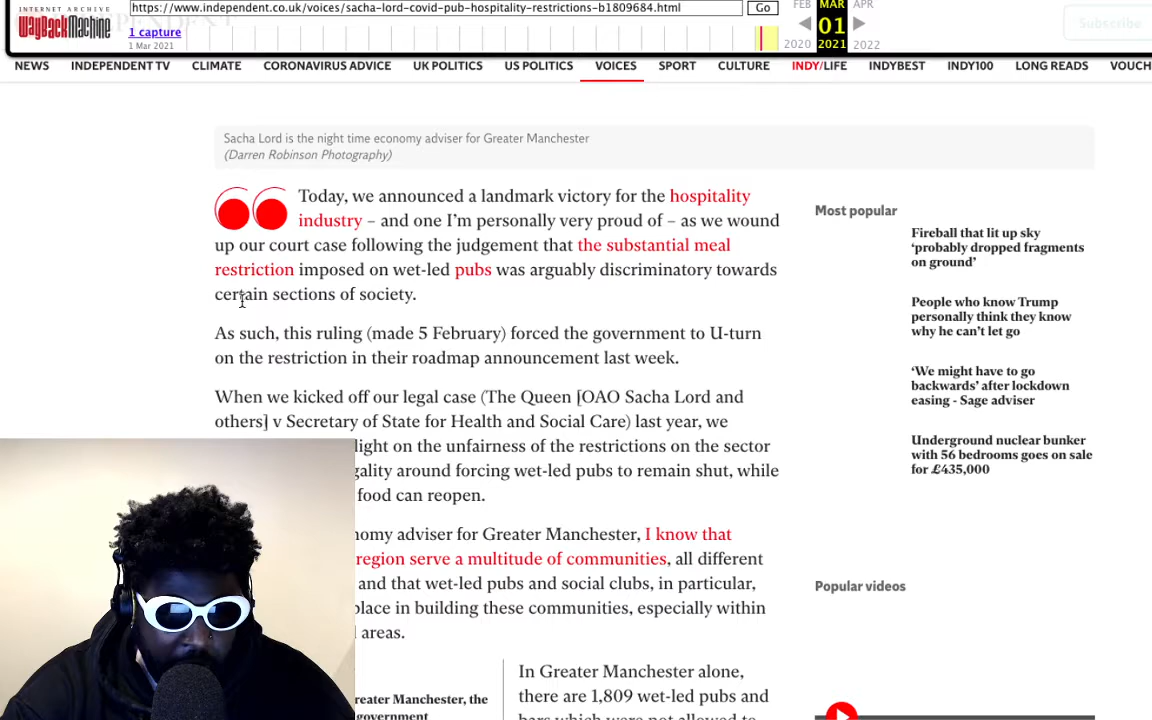 https://www.independent.co.uk/voices/sacha-lord-covid-pub-hospitality-restrictions-b1809684.html
Go
FEB MAR APR
01
2020 2021 2022
INTERNET ARCHIVE
WayBackMachine
1 capture
1 Mar 2021
Subscribe
NEWS INDEPENDENT TV CLIMATE CORONAVIRUS ADVICE UK POLITICS US POLITICS VOICES SPORT CULTURE INDY/LIFE INDYBEST INDY100 LONG READS VOUCH
Sacha Lord is the night time economy adviser for Greater Manchester
(Darren Robinson Photography)
Today, we announced a landmark victory for the hospitality
industry – and one I'm personally very proud of – as we wound
up our court case following the judgement that the substantial meal
restriction imposed on wet-led pubs was arguably discriminatory towards
certain sections of society.
As such, this ruling (made 5 February) forced the government to U-turn
on the restriction in their roadmap announcement last week.
When we kicked off our legal case (The Queen [OAO Sacha Lord and
others] v Secretary of State for Health and Social Care) last year, we
light on the unfairness of the restrictions on the sector
gality around forcing wet-led pubs to remain shut, while
food can reopen.
nomy adviser for Greater Manchester, I know that
region serve a multitude of communities, all different
and that wet-led pubs and social clubs, in particular,
place in building these communities, especially within
areas.
reater Manchester, the
government
In Greater Manchester alone,
there are 1,809 wet-led pubs and
bars which were not allowed to
Most popular
Fireball that lit up sky
‘probably dropped fragments
on ground’
People who know Trump
personally think they know
why he can’t let go
‘We might have to go
backwards’ after lockdown
easing - Sage adviser
Underground nuclear bunker
with 56 bedrooms goes on sale
for £435,000
Popular videos